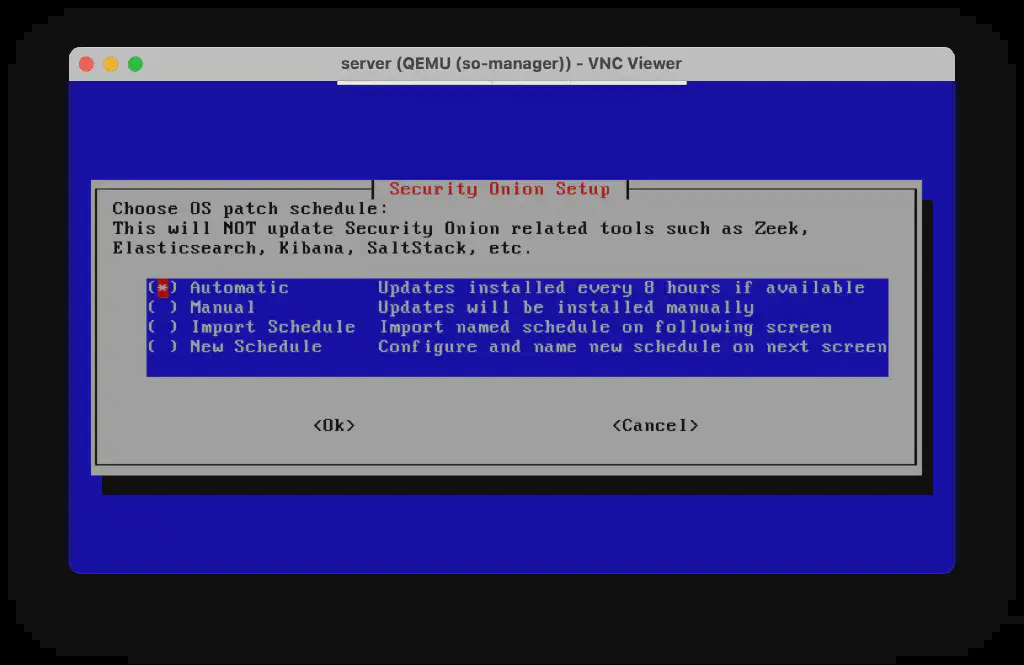 server (QEMU (so-manager)) - VNC Viewer
Security Onion Setup
Choose OS patch schedule:
This will NOT update Security Onion related tools such as Zeek,
Elasticsearch, Kibana, SaltStack, etc.
(*) Automatic Updates installed every 8 hours if available
( ) Manual Updates will be installed manually
( ) Import Schedule Import named schedule on following screen
( ) New Schedule Configure and name new schedule on next screen
<Ok> <Cancel>